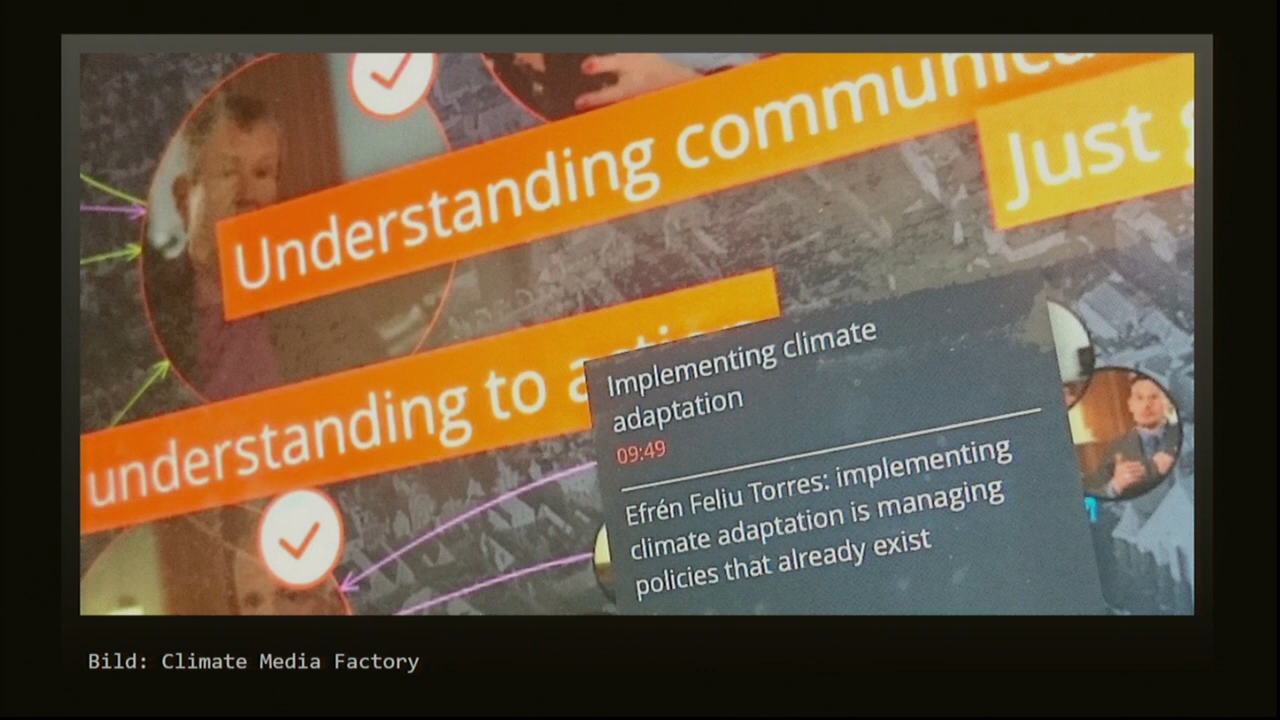 Understanding
Just
understanding to
Implementing climate
adaptation
09:49
Efrén Feliu Torres: implementing
climate adaptation is managing
policies that already exist
Bild: Climate Media Factory